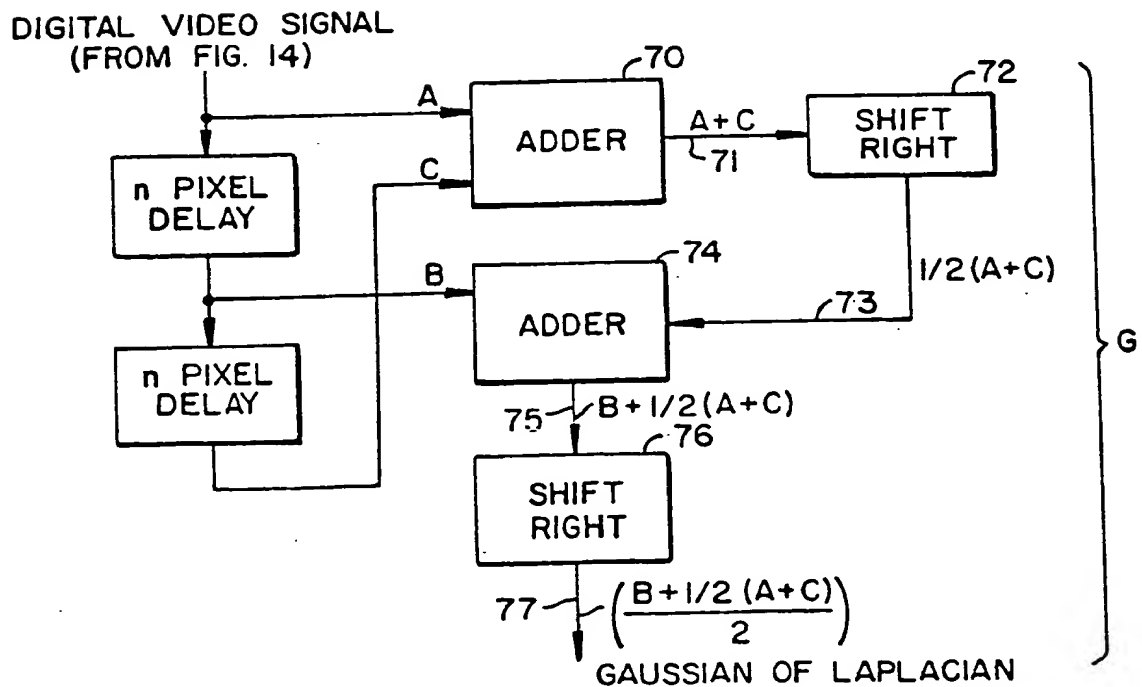 DIGITAL VIDEO SIGNAL
(FROM FIG. 14)
A
70
ADDER
A+C
71
72
SHIFT
RIGHT
n PIXEL
DELAY
C
1/2(A+C)
B
74
ADDER
73
G
n PIXEL
DELAY
75
B+1/2(A+C)
76
SHIFT
RIGHT
77
(B+1/2(A+C)
2)
GAUSSIAN OF LAPLACIAN